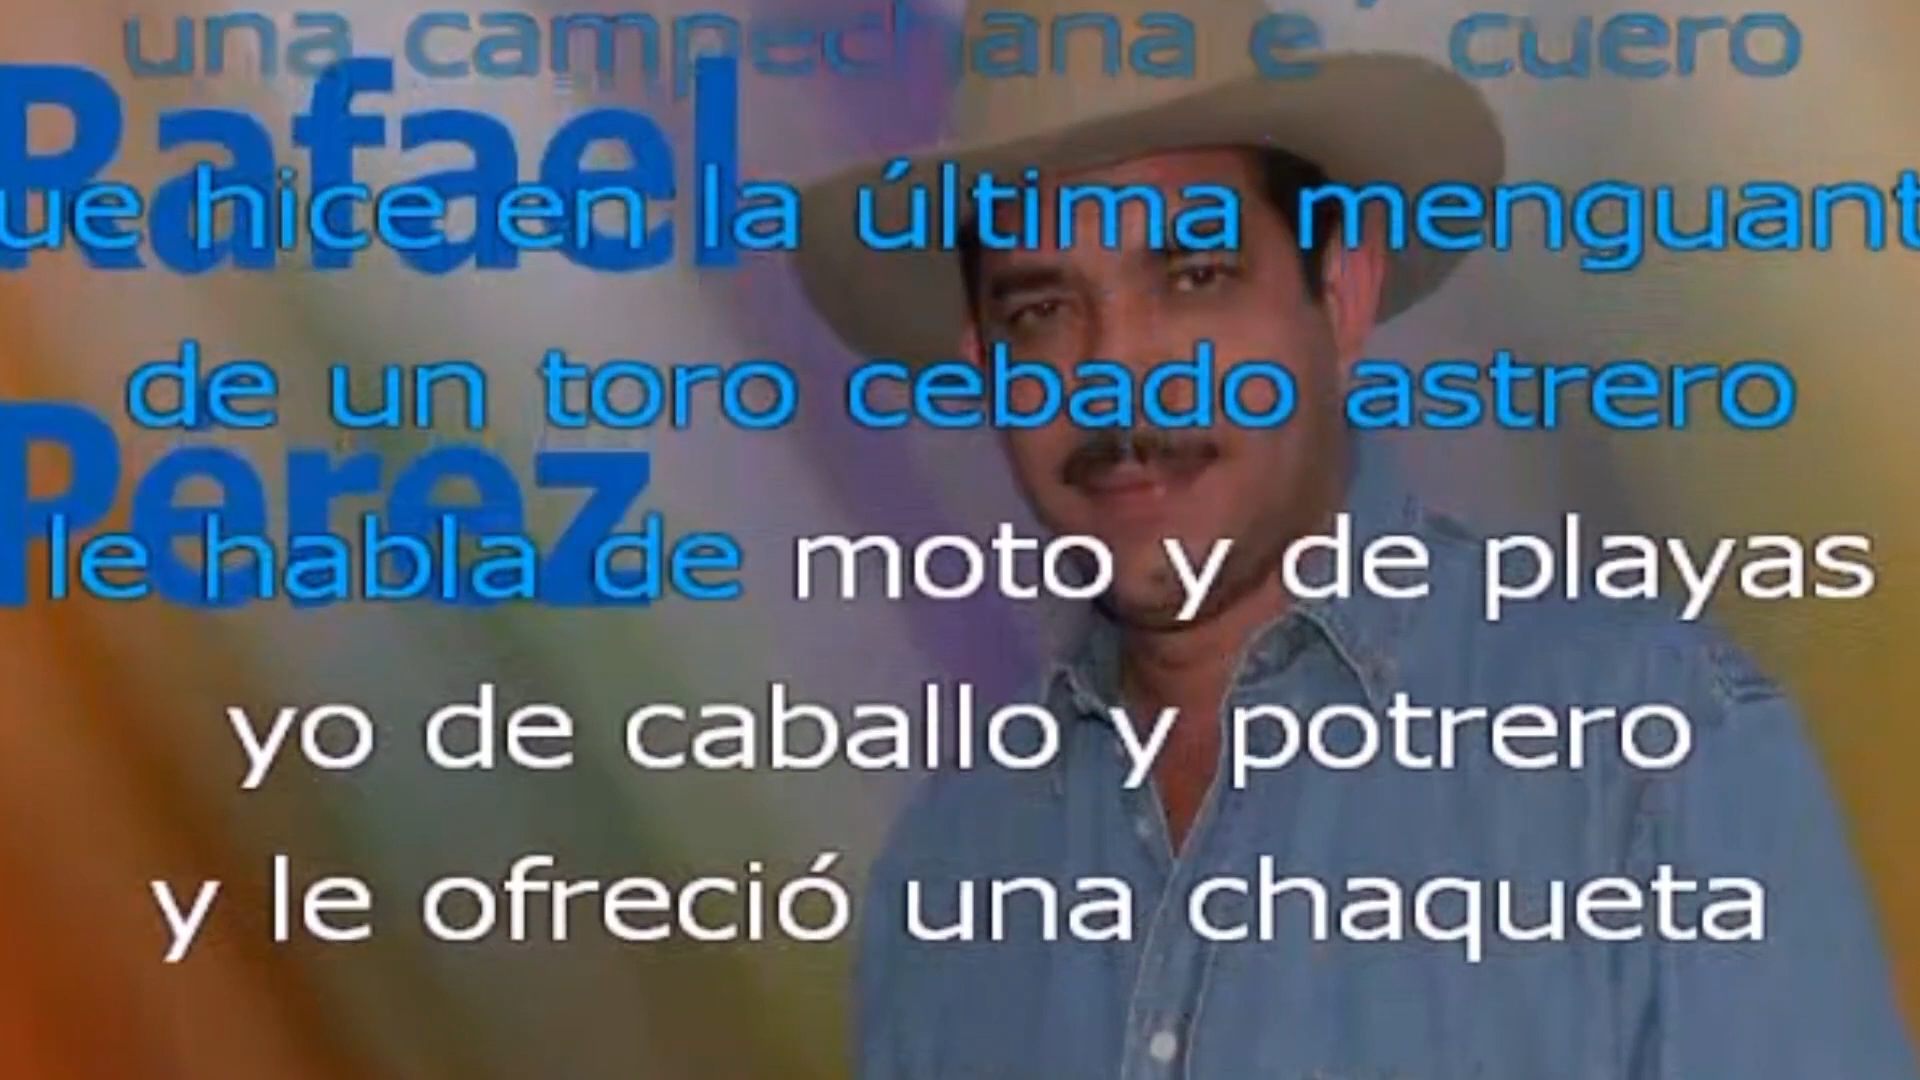 una campechana e' cuero
Rafael
ue hice en la última menguant
de un toro cebado astrero
Pérez
le habla de moto y de playas
yo de caballo y potrero
y le ofreció una chaqueta